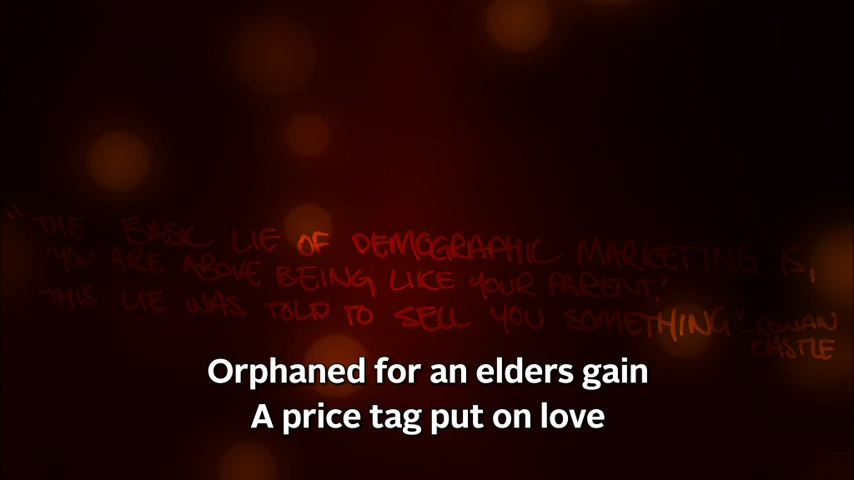 "THE BASIC LIE OF DEMOGRAPHIC MARKETING IS,
"YOU ARE ABOVE BEING LIKE YOUR PARENT."
THIS LIE WAS TOLD TO SELL YOU SOMETHING" -ROWAN
CASTLE
Orphaned for an elders gain
A price tag put on love